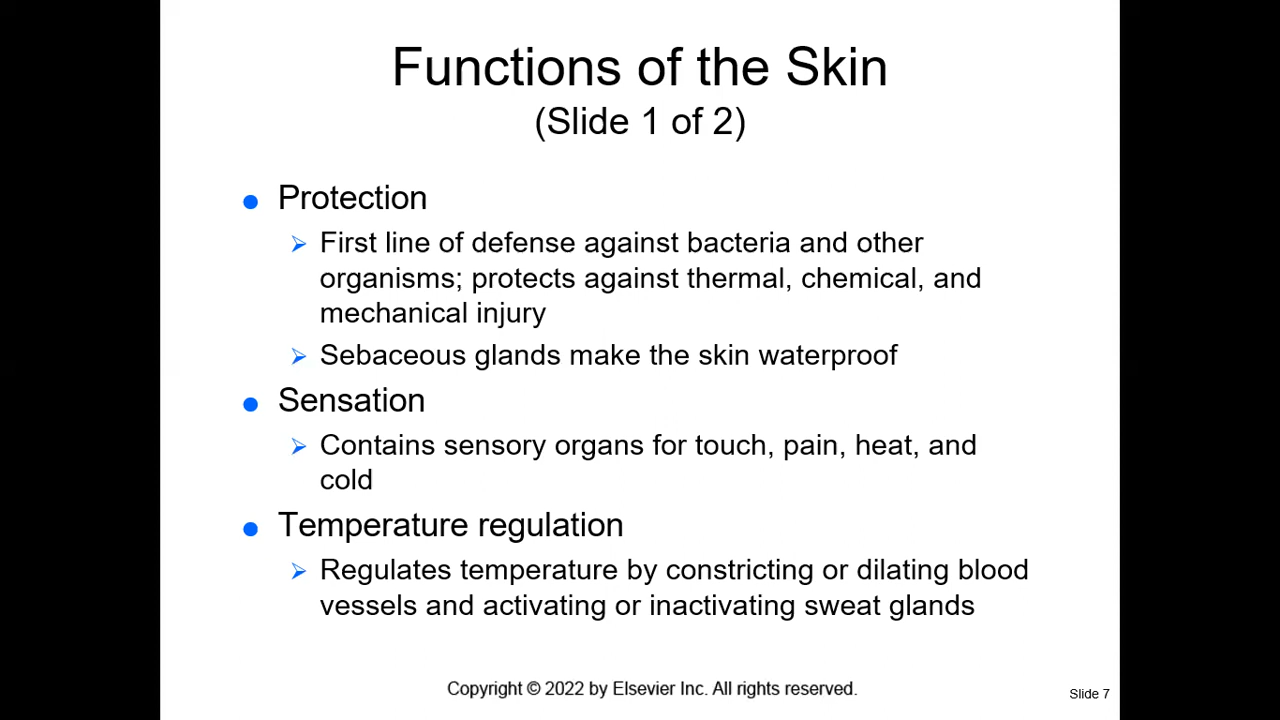 Functions of the Skin
(Slide 1 of 2)
Protection
First line of defense against bacteria and other
organisms; protects against thermal, chemical, and
mechanical injury
Sebaceous glands make the skin waterproof
Sensation
Contains sensory organs for touch, pain, heat, and
cold
Temperature regulation
Regulates temperature by constricting or dilating blood
vessels and activating or inactivating sweat glands
Copyright © 2022 by Elsevier Inc. All rights reserved.
Slide 7